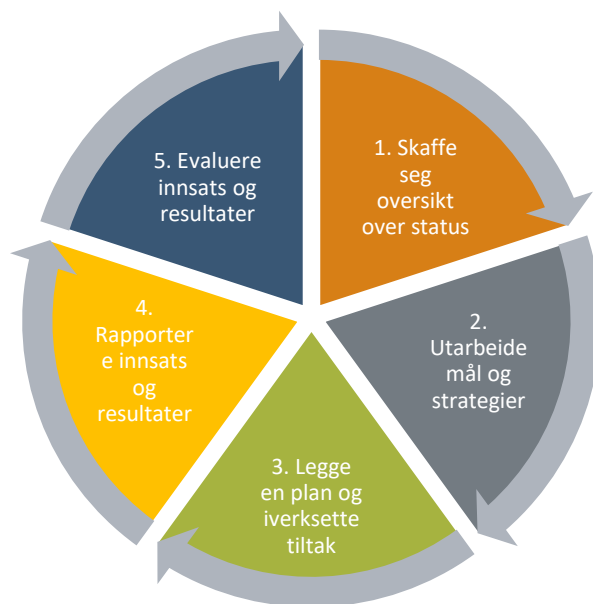 1. Skaffe
seg
oversikt
over status
2.
Utarbeide
mål og
strategier
3. Legge
en plan og
iverksette
tiltak
4.
Rapporter
e innsats
og
resultater
5. Evaluere
innsats og
resultater